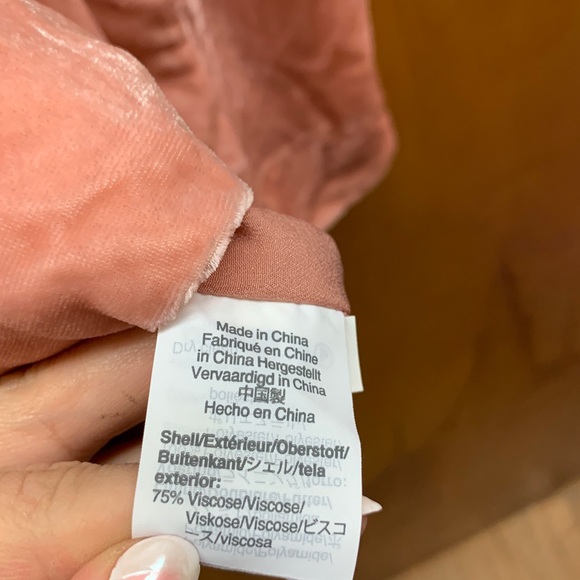 Made in China
Fabriqué en Chine
in China Hergestellt
Vervaardigd in China
中国製
Hecho en China
Shell/Extérieur/Oberstoff/
Buitenkant/シェル/tela
exterior:
75% Viscose/Viscose/
Viskose/Viscose/ビスコ
ース/viscosa
Dry